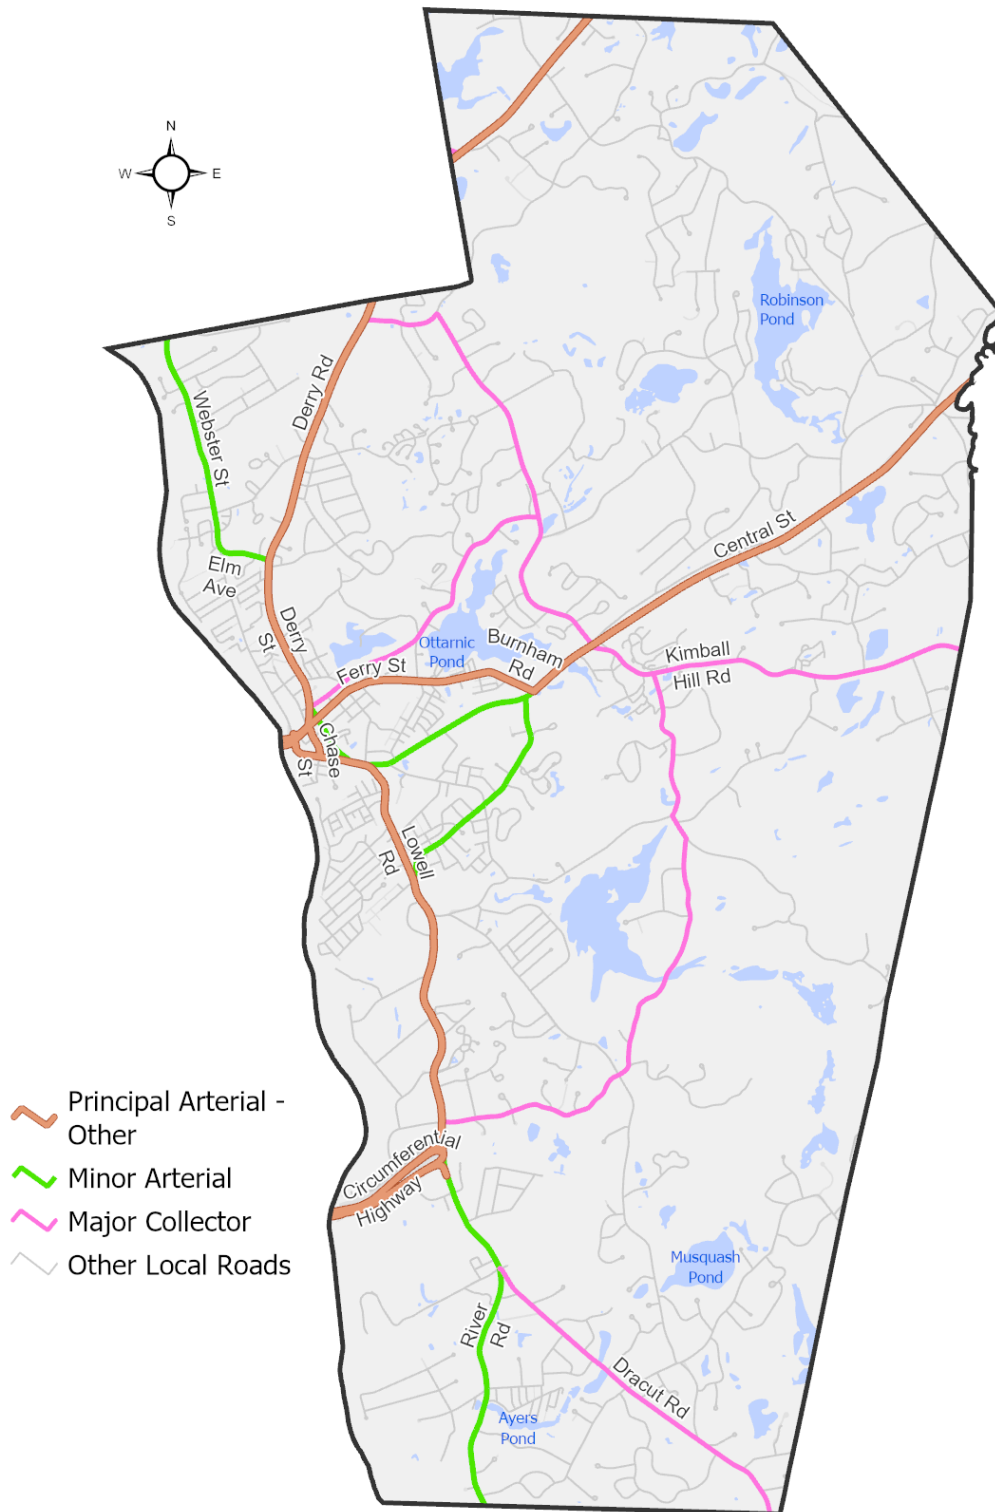 N
W
E
S
Robinson
Pond
Derry Rd
Webster St
Central St
Elm
Ave
Derry
St
Ottarnic
Pond
Burnham
Rd
Kimball
Hill Rd
Ferry St
Chase
St
Lowell
Rd
Principal Arterial -
Other
Minor Arterial
Major Collector
Other Local Roads
Circumferential
Highway
Musquash
Pond
River
Rd
Dracut Rd
Ayers
Pond